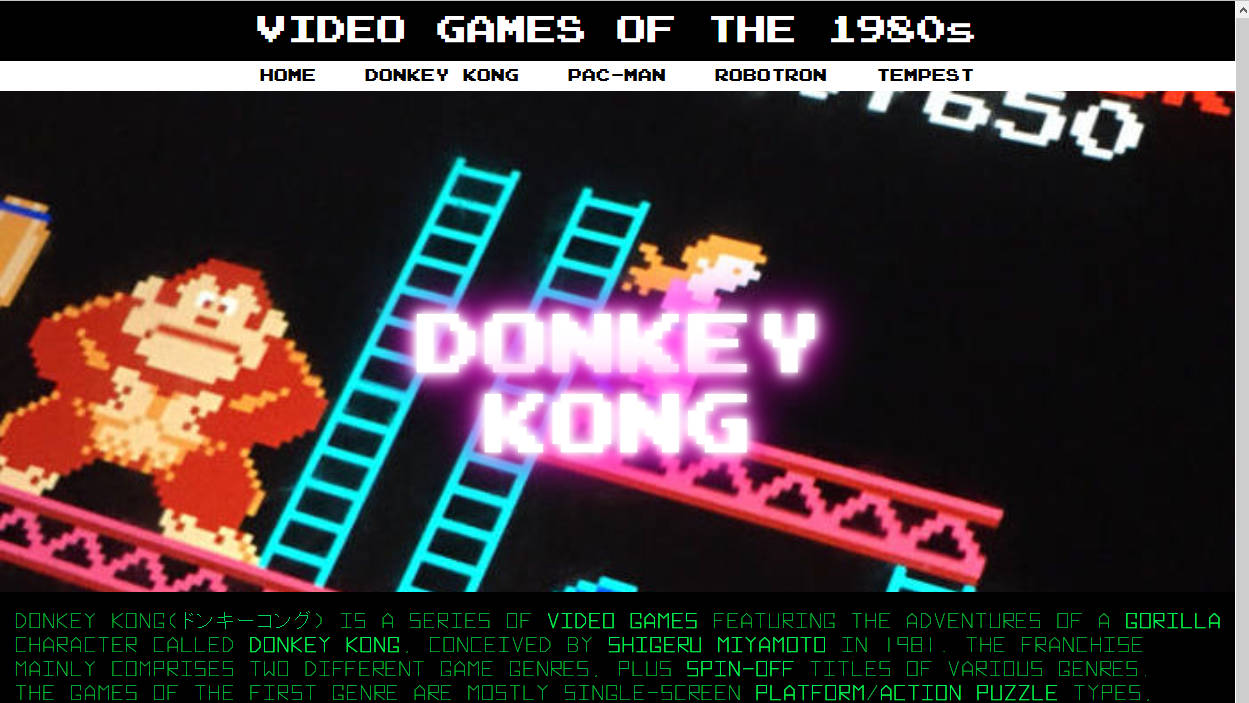 VIDEO GAMES OF THE 1980s
HOME DONKEY KONG PAC-MAN ROBOTRON TEMPEST
7650
DONKEY
KONG
DONKEY KONG(ドンキーコング) IS A SERIES OF VIDEO GAMES FEATURING THE ADVENTURES OF A GORILLA
CHARACTER CALLED DONKEY KONG, CONCEIVED BY SHIGERU MIYAMOTO IN 1981. THE FRANCHISE
MAINLY COMPRISES TWO DIFFERENT GAME GENRES, PLUS SPIN-OFF TITLES OF VARIOUS GENRES.
THE GAMES OF THE FIRST GENRE ARE MOSTLY SINGLE-SCREEN PLATFORM/ACTION PUZZLE TYPES,